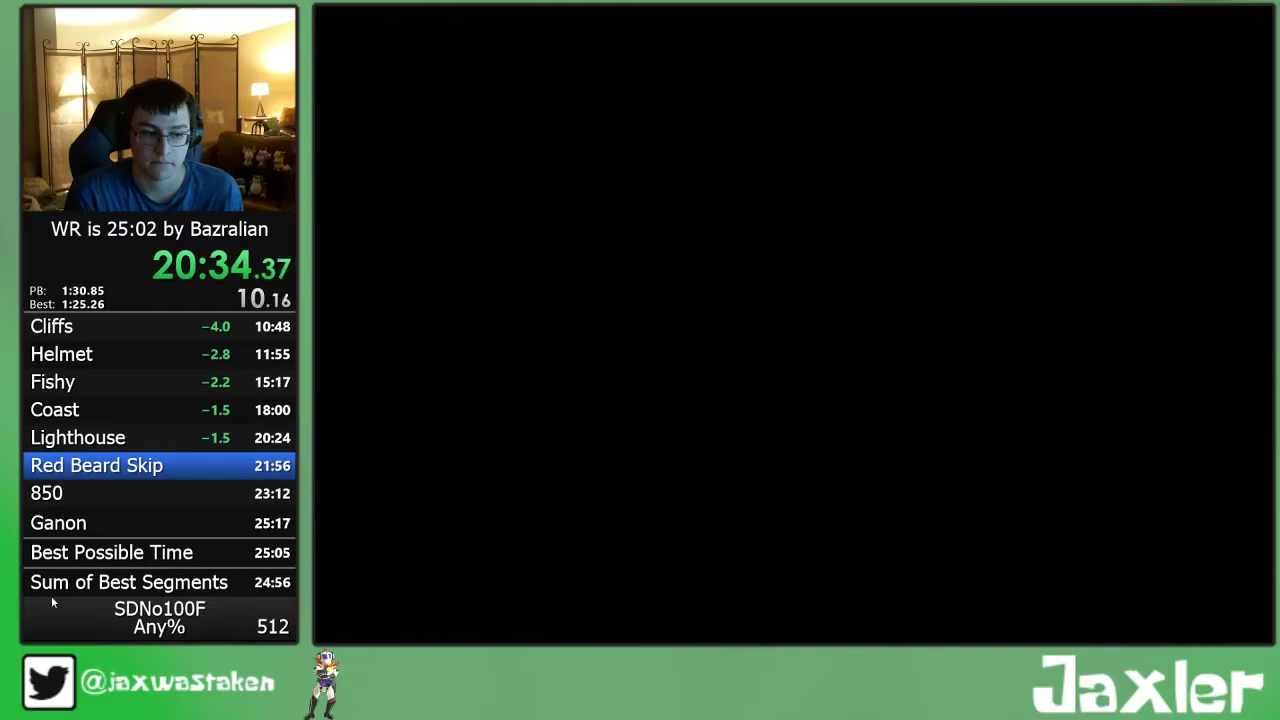 WR is 25:02 by Bazralian
20:34.37
PB: 1:30.85
Best: 1:25.26
10.16
Cliffs -4.0 10:48
Helmet -2.8 11:55
Fishy -2.2 15:17
Coast -1.5 18:00
Lighthouse -1.5 20:24
Red Beard Skip 21:56
850 23:12
Ganon 25:17
Best Possible Time 25:05
Sum of Best Segments 24:56
SDNo100F
Any% 512
@jaxwastaken
Jaxler